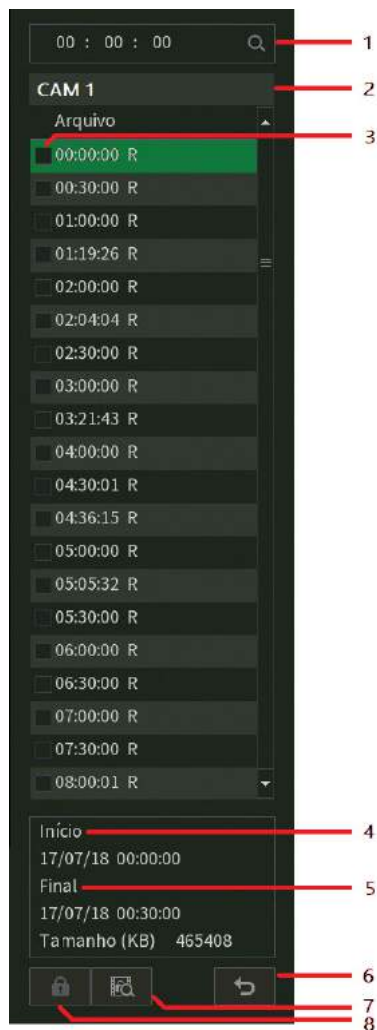 00 : 00 : 00
1
CAM 1
2
Arquivo
3
00:00:00 R
00:30:00 R
01:00:00 R
01:19:26 R
02:00:00 R
02:04:04 R
02:30:00 R
03:00:00 R
03:21:43 R
04:00:00 R
04:30:01 R
04:36:15 R
05:00:00 R
05:05:32 R
05:30:00 R
06:00:00 R
06:30:00 R
07:00:00 R
07:30:00 R
08:00:01 R
Início
4
17/07/18 00:00:00
Final
5
17/07/18 00:30:00
Tamanho (KB) 465408
6
7
8